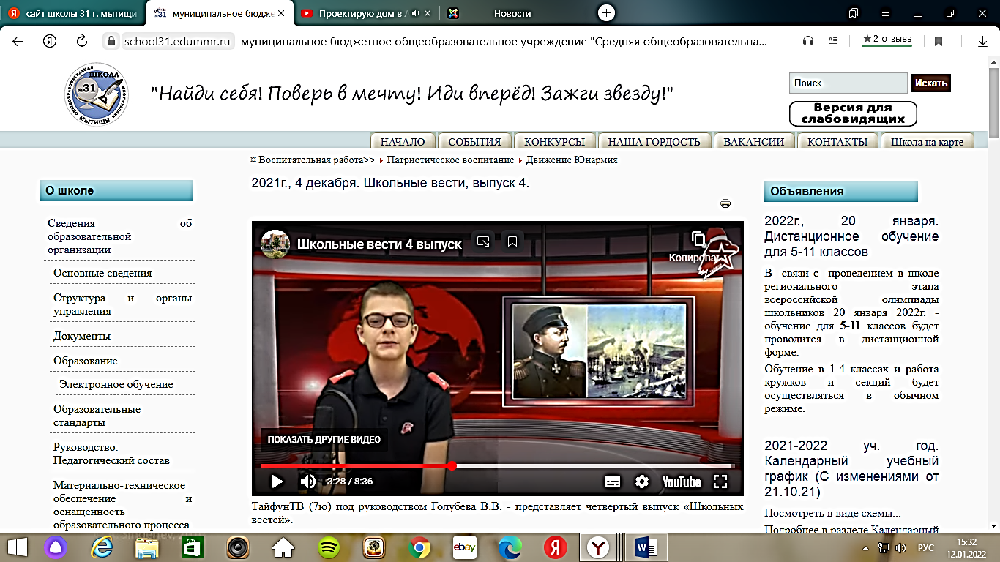 сайт школы 31 г. мытищи
муниципальное бюдже
Проектирую дом в А
Новости
school31.edummr.ru
муниципальное бюджетное общеобразовательное учреждение "Средняя общеобразовательна...
★2 отзыва
ШКОЛА
№31
МЫТИЩИ
"Найди себя! Поверь в мечту! Иди вперёд! Зажги звезду!"
Поиск...
Искать
Версия для
слабовидящих
НАЧАЛО
СОБЫТИЯ
КОНКУРСЫ
НАША ГОРДОСТЬ
ВАКАНСИИ
КОНТАКТЫ
Школа на карте
¤ Воспитательная работа>> Патриотическое воспитание Движение Юнармия
О школе
Сведения об
образовательной
организации
Основные сведения
Структура и органы
управления
Документы
Образование
Электронное обучение
Образовательные
стандарты
Руководство.
Педагогический состав
Материально-техническое
обеспечение и
оснащенность
образовательного процесса
2021г., 4 декабря. Школьные вести, выпуск 4.
Школьные вести 4 выпуск
ПОКАЗАТЬ ДРУГИЕ ВИДЕО
3:28 / 8:36
YouTube
ТайфунТВ (7ю) под руководством Голубева В.В. - представляет четвертый выпуск «Школьных
вестей».
Объявления
2022г., 20 января.
Дистанционное обучение
для 5-11 классов
В связи с проведением в школе
регионального этапа
всероссийской олимпиады
школьников 20 января 2022г. -
обучение для 5-11 классов будет
проводится в дистанционной
форме.
Обучение в 1-4 классах и работа
кружков и секций будет
осуществляться в обычном
режиме.
2021-2022 уч. год.
Календарный учебный
график (С изменениями от
21.10.21)
Посмотреть в виде схемы...
Подробнее в разделе Календарный
ebay
РУС
15:32
12.01.2022